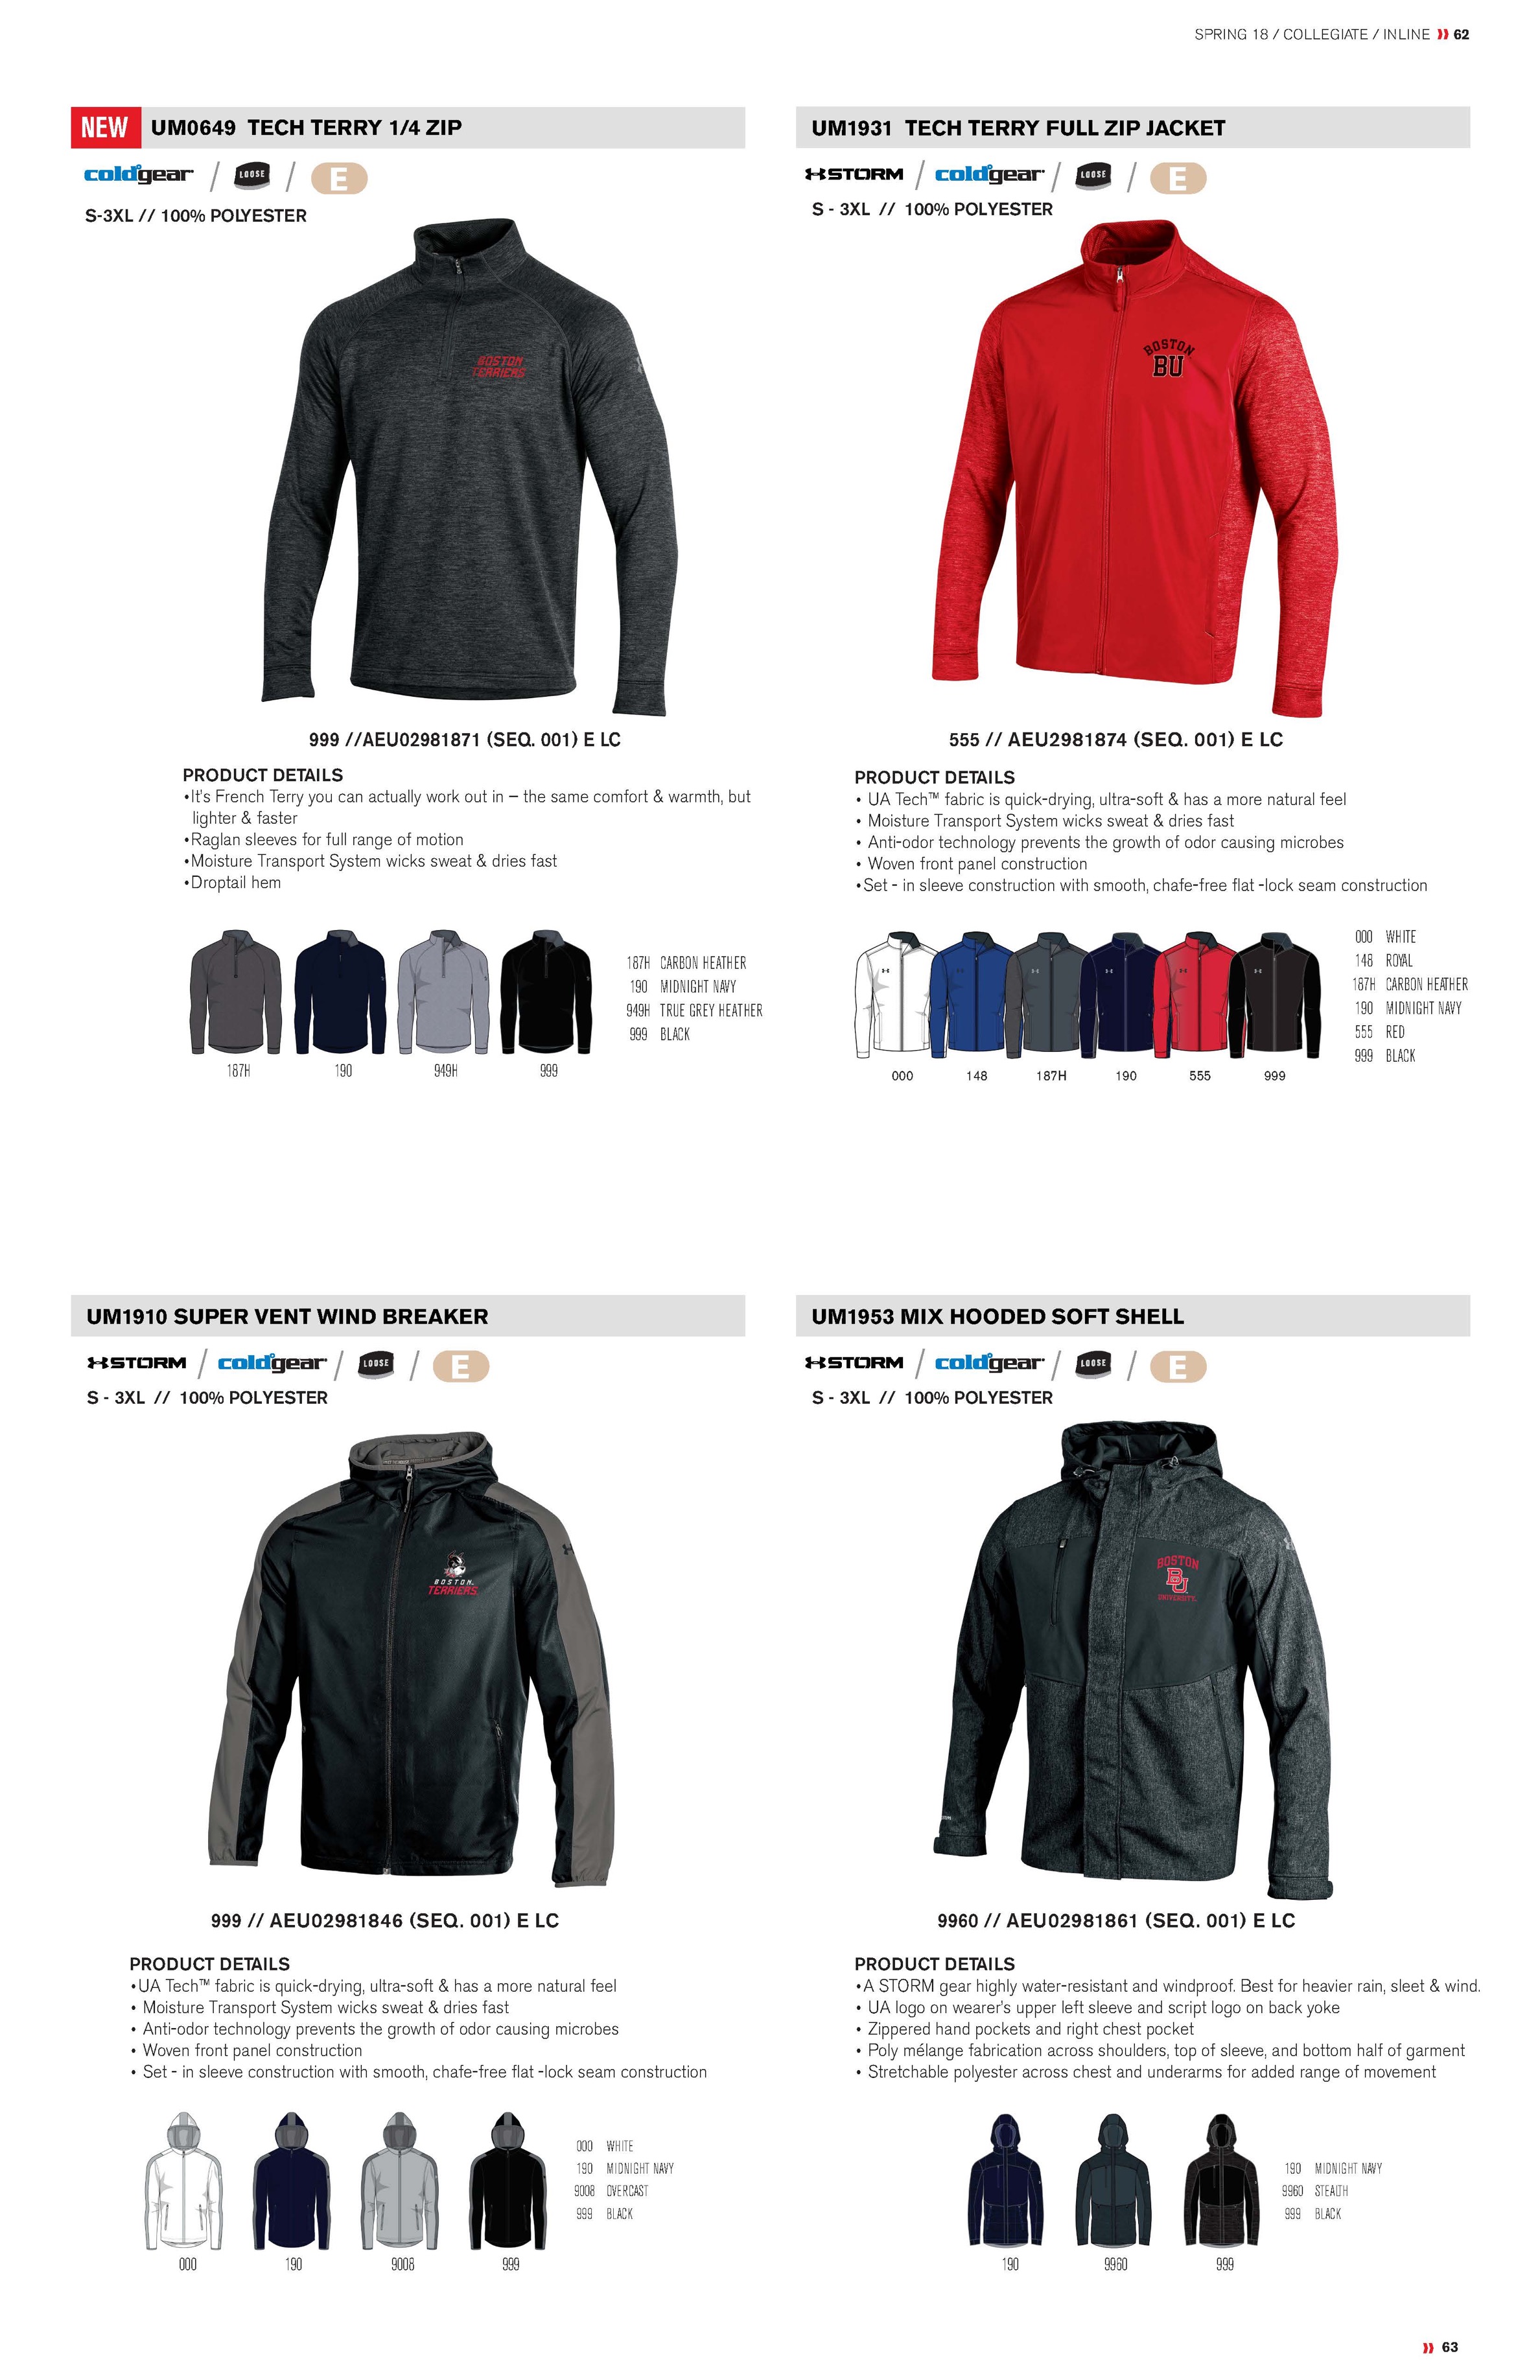 SPRING 18 / COLLEGIATE / INLINE 62
NEW UM0649 TECH TERRY 1/4 ZIP
coldgear / LOOSE / E
S-3XL // 100% POLYESTER
BOSTON
TERRIERS
999 //AEU02981871 (SEQ. 001) E LC
PRODUCT DETAILS
•It's French Terry you can actually work out in – the same comfort & warmth, but
lighter & faster
•Raglan sleeves for full range of motion
•Moisture Transport System wicks sweat & dries fast
•Droptail hem
187H CARBON HEATHER
190 MIDNIGHT NAVY
949H TRUE GREY HEATHER
999 BLACK
187H 190 949H 999
UM1931 TECH TERRY FULL ZIP JACKET
STORM / coldgear / LOOSE / E
S - 3XL // 100% POLYESTER
BOSTON
BU
555 // AEU2981874 (SEQ. 001) E LC
PRODUCT DETAILS
• UA Tech™ fabric is quick-drying, ultra-soft & has a more natural feel
• Moisture Transport System wicks sweat & dries fast
• Anti-odor technology prevents the growth of odor causing microbes
• Woven front panel construction
•Set - in sleeve construction with smooth, chafe-free flat -lock seam construction
000 WHITE
148 ROYAL
187H CARBON HEATHER
190 MIDNIGHT NAVY
555 RED
999 BLACK
000 148 187H 190 555 999
UM1910 SUPER VENT WIND BREAKER
STORM / coldgear / LOOSE / E
S - 3XL // 100% POLYESTER
BOSTON
TERRIERS
999 // AEU02981846 (SEQ. 001) E LC
PRODUCT DETAILS
•UA Tech™ fabric is quick-drying, ultra-soft & has a more natural feel
• Moisture Transport System wicks sweat & dries fast
• Anti-odor technology prevents the growth of odor causing microbes
• Woven front panel construction
• Set - in sleeve construction with smooth, chafe-free flat -lock seam construction
000 WHITE
190 MIDNIGHT NAVY
9008 OVERCAST
999 BLACK
000 190 9008 999
UM1953 MIX HOODED SOFT SHELL
STORM / coldgear / LOOSE / E
S - 3XL // 100% POLYESTER
BOSTON
BU
UNIVERSITY
9960 // AEU02981861 (SEQ. 001) E LC
PRODUCT DETAILS
•A STORM gear highly water-resistant and windproof. Best for heavier rain, sleet & wind.
• UA logo on wearer's upper left sleeve and script logo on back yoke
• Zippered hand pockets and right chest pocket
• Poly mélange fabrication across shoulders, top of sleeve, and bottom half of garment
• Stretchable polyester across chest and underarms for added range of movement
190 MIDNIGHT NAVY
9960 STEALTH
999 BLACK
190 9960 999
63